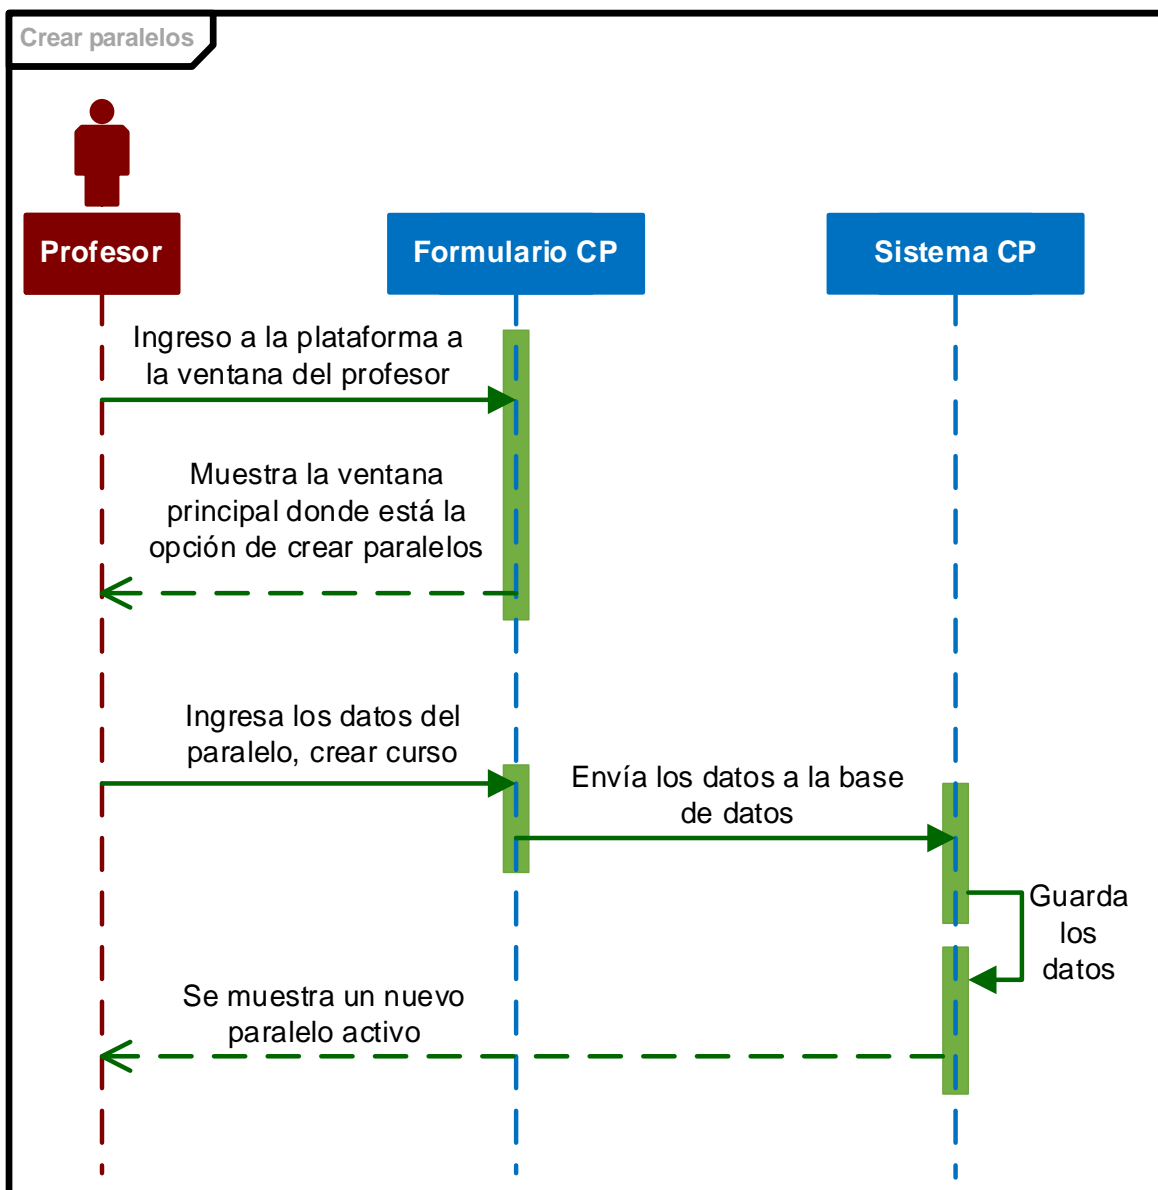 Crear paralelos
Profesor
Formulario CP
Sistema CP
Ingreso a la plataforma a
la ventana del profesor
Muestra la ventana
principal donde está la
opción de crear paralelos
Ingresa los datos del
paralelo, crear curso
Envía los datos a la base
de datos
Guarda
los
datos
Se muestra un nuevo
paralelo activo